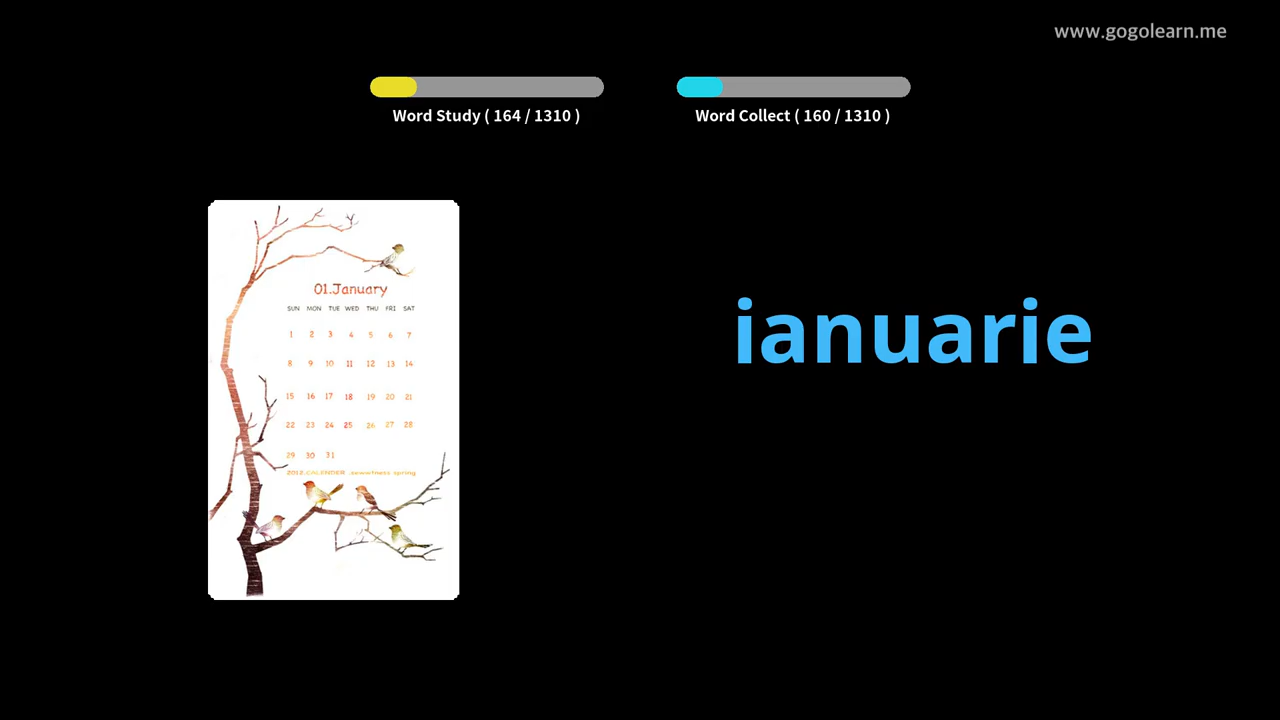 www.gogolearn.me
Word Study ( 164 / 1310 )
Word Collect ( 160 / 1310 )
01.January
SUN MON TUE WED THU FRI SAT
1 2 3 4 5 6 7
8 9 10 11 12 13 14
15 16 17 18 19 20 21
22 23 24 25 26 27 28
29 30 31
CALENDER spring
ianuarie